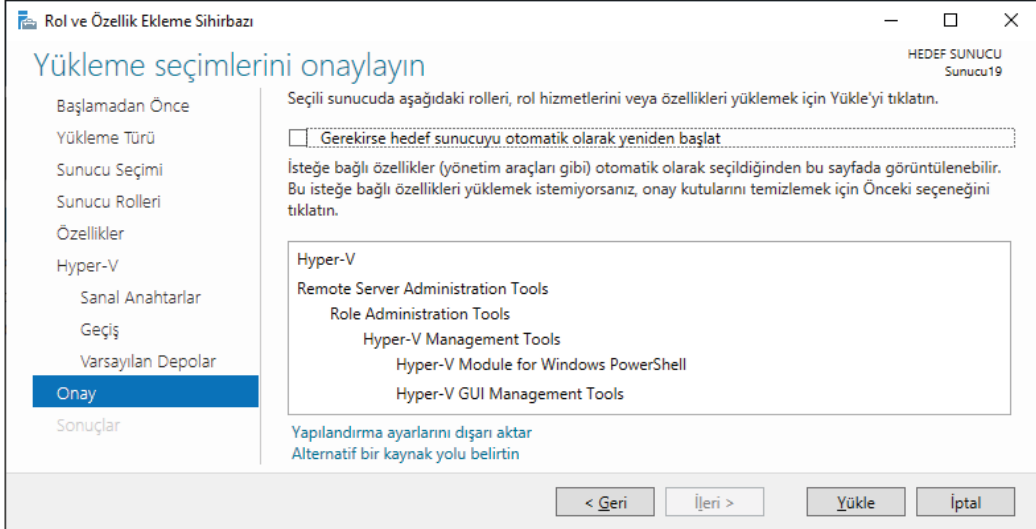 Rol ve Özellik Ekleme Sihirbazı
Yükleme seçimlerini onaylayın
HEDEF SUNUCU
Sunucu19
Başlamadan Önce
Yükleme Türü
Sunucu Seçimi
Sunucu Rolleri
Özellikler
Hyper-V
Sanal Anahtarlar
Geçiş
Varsayılan Depolar
Onay
Sonuçlar
Seçili sunucuda aşağıdaki rolleri, rol hizmetlerini veya özellikleri yüklemek için Yükle'yi tıklatın.
Gerekirse hedef sunucuyu otomatik olarak yeniden başlat
İsteğe bağlı özellikler (yönetim araçları gibi) otomatik olarak seçildiğinden bu sayfada görüntülenebilir.
Bu isteğe bağlı özellikleri yüklemek istemiyorsanız, onay kutularını temizlemek için Önceki seçeneğini
tıklatın.
Hyper-V
Remote Server Administration Tools
Role Administration Tools
Hyper-V Management Tools
Hyper-V Module for Windows PowerShell
Hyper-V GUI Management Tools
Yapılandırma ayarlarını dışarı aktar
Alternatif bir kaynak yolu belirtin
< Geri
İleri >
Yükle
İptal